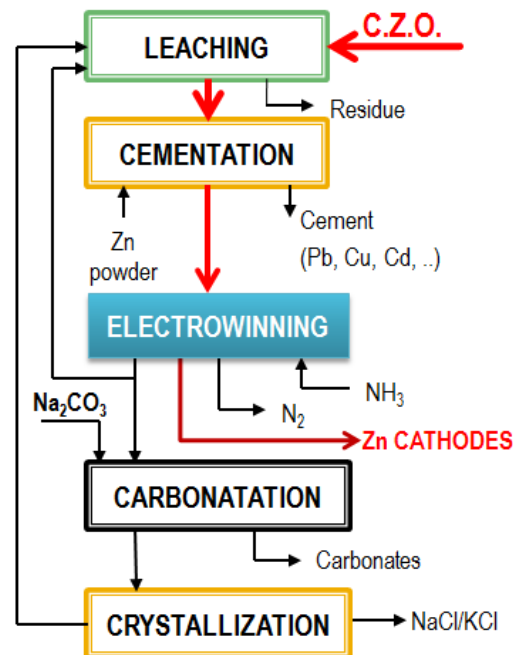 C.Z.O.
LEACHING
Residue
CEMENTATION
Zn
powder
Cement
(Pb, Cu, Cd, ..)
ELECTROWINNING
NH₃
N₂
Na₂CO₃
Zn CATHODES
CARBONATATION
Carbonates
CRYSTALLIZATION
NaCl/KCl